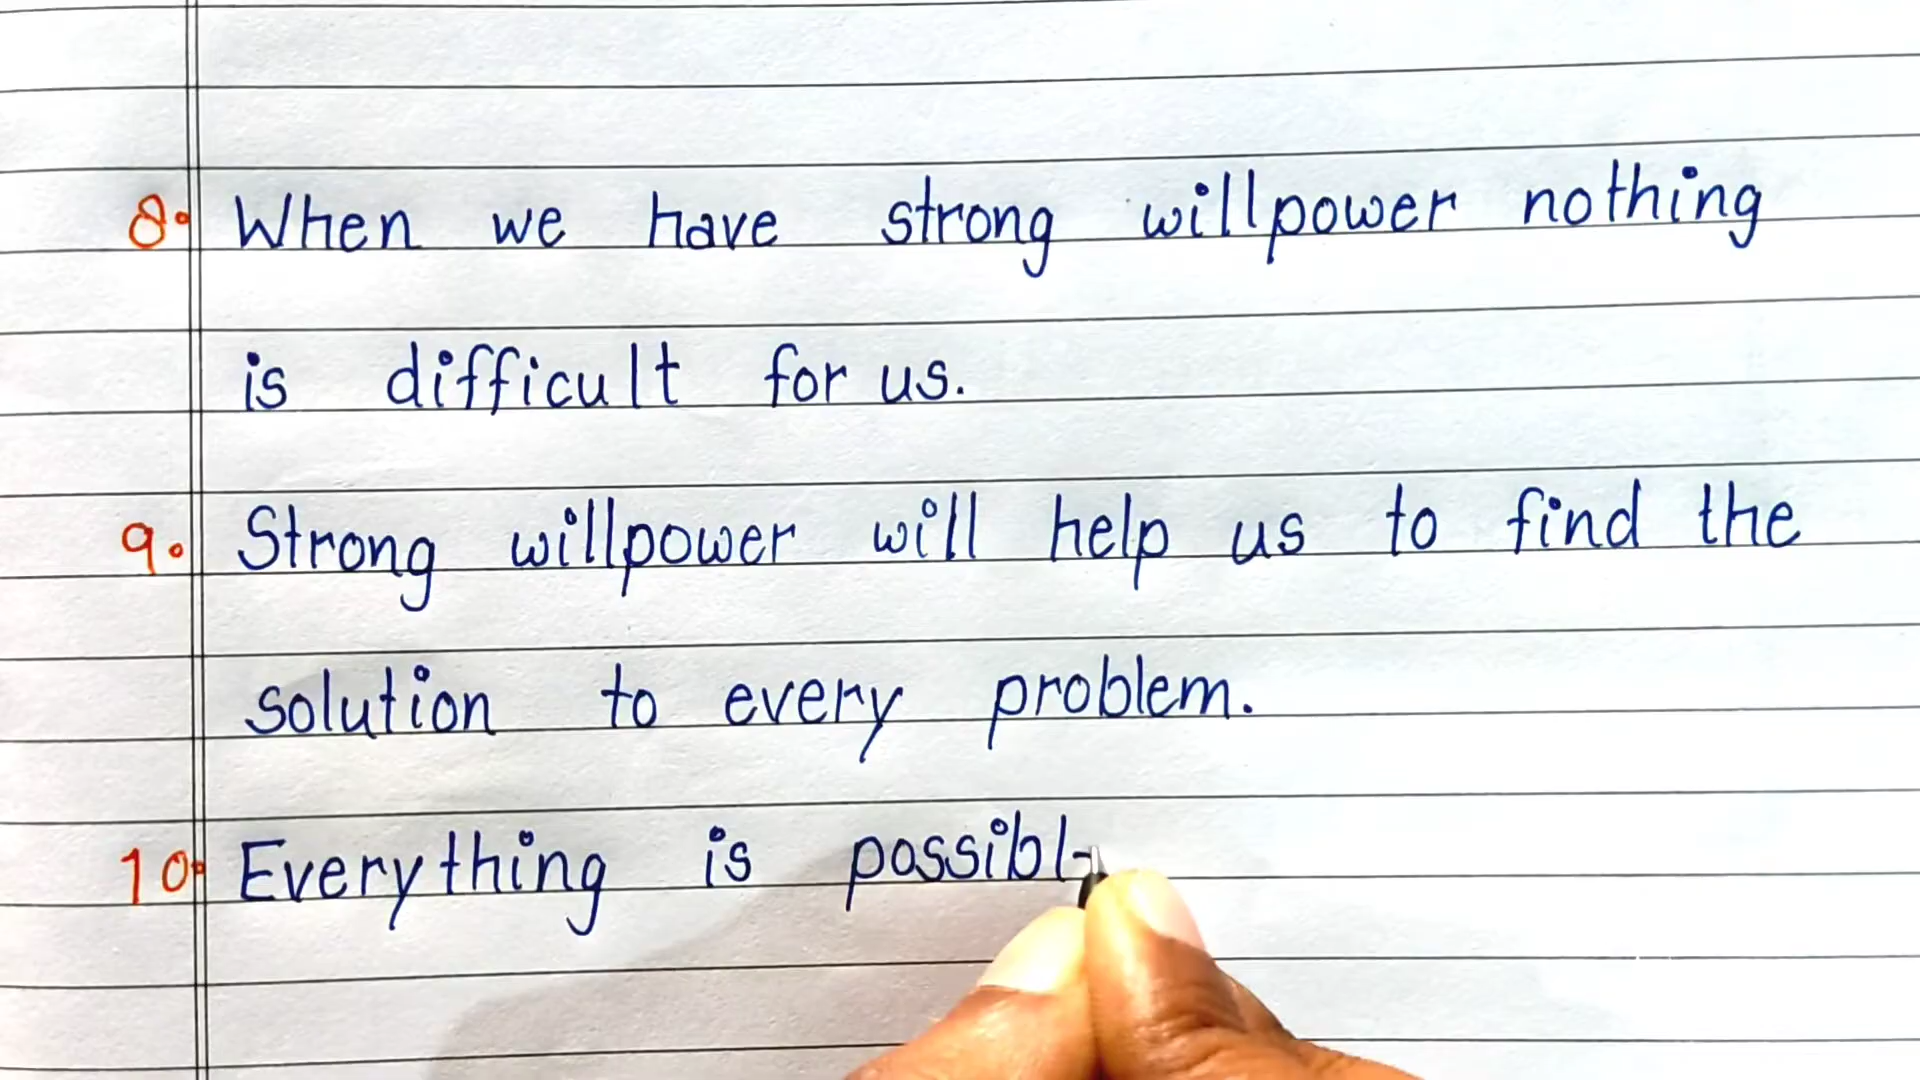 8. When we have strong willpower nothing
is difficult for us.
9. Strong willpower will help us to find the
solution to every problem.
10. Everything is possibl